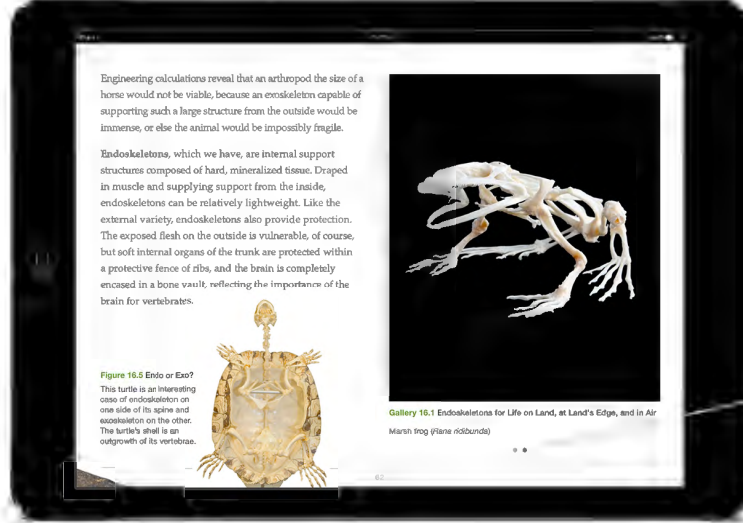 Engineering calculations reveal that an arthropod the size of a
horse would not be viable, because an exoskeleton capable of
supporting such a large structure from the outside would be
immense, or else the animal would be impossibly fragile.
Endoskeletons, which we have, are internal support
structures composed of hard, mineralized tissue. Draped
in muscle and supplying support from the inside,
endoskeletons can be relatively lightweight. Like the
external variety, endoskeletons also provide protection.
The exposed flesh on the outside is vulnerable, of course,
but soft internal organs of the trunk are protected within
a protective fence of ribs, and the brain is completely
encased in a bone vault, reflecting the importance of the
brain for vertebrates.
Figure 16.5 Endo or Exo?
This turtle is an interesting
case of endoskeleton on
one side of its spine and
exoskeleton on the other.
The turtle's shell is an
outgrowth of its vertebrae.
Gallery 16.1 Endoskeletons for Life on Land, at Land's Edge, and in Air
Marsh frog (Rana ridibunda)
62